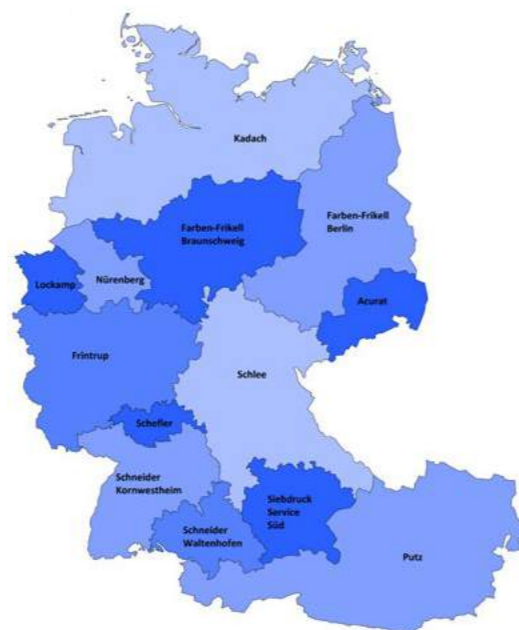 Kadach
Farben-Frikell
Braunschweig
Farben-Frikell
Berlin
Lockamp
Nürenberg
Acurat
Frintrup
Schlee
Schefler
Schneider
Kornwestheim
Siebdruck
Service
Süd
Schneider
Waltenhofen
Putz